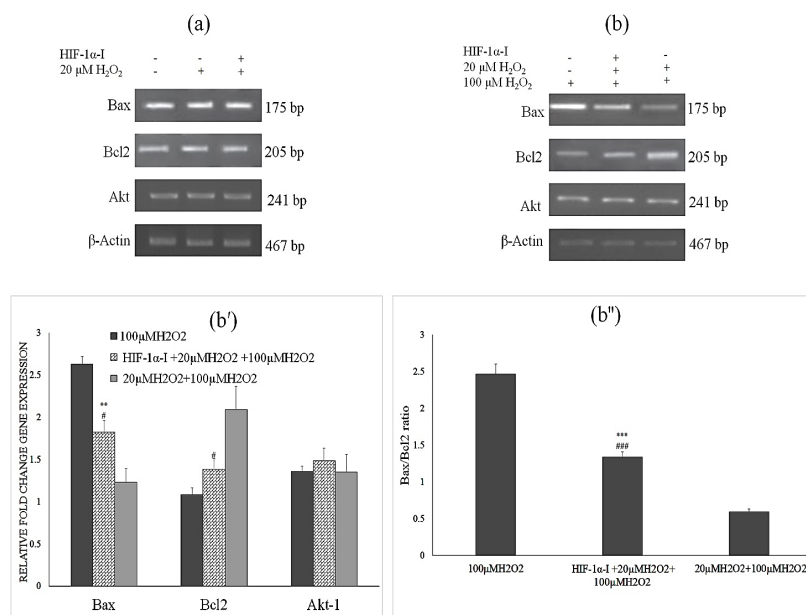 (a)
HIF-1α-I - - +
20 µM H₂O₂ - + +
Bax 175 bp
Bcl2 205 bp
Akt 241 bp
β-Actin 467 bp
(b)
HIF-1α-I - + -
20 µM H₂O₂ - + +
100 µM H₂O₂ + + +
Bax 175 bp
Bcl2 205 bp
Akt 241 bp
β-Actin 467 bp
(b')
RELATIVE FOLD CHANGE GENE EXPRESSION
3
2.5
2
1.5
1
0.5
0
100µMH2O2
HIF-1α-I +20µMH2O2 +100µMH2O2
20µMH2O2+100µMH2O2
**
#
#
Bax Bcl2 Akt-1
(b")
Bax/Bcl2 ratio
3
2.5
2
1.5
1
0.5
0
***
###
100µMH2O2
HIF-1α-I +20µMH2O2+
100µMH2O2
20µMH2O2+100µMH2O2